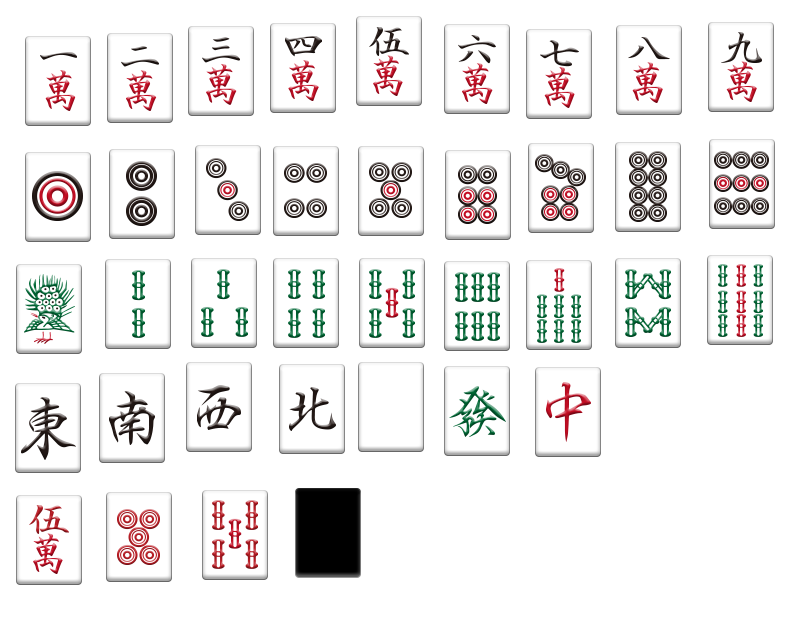 一萬 二萬 三萬 四萬 伍萬 六萬 七萬 八萬 九萬
東 南 西 北 發 中
伍萬